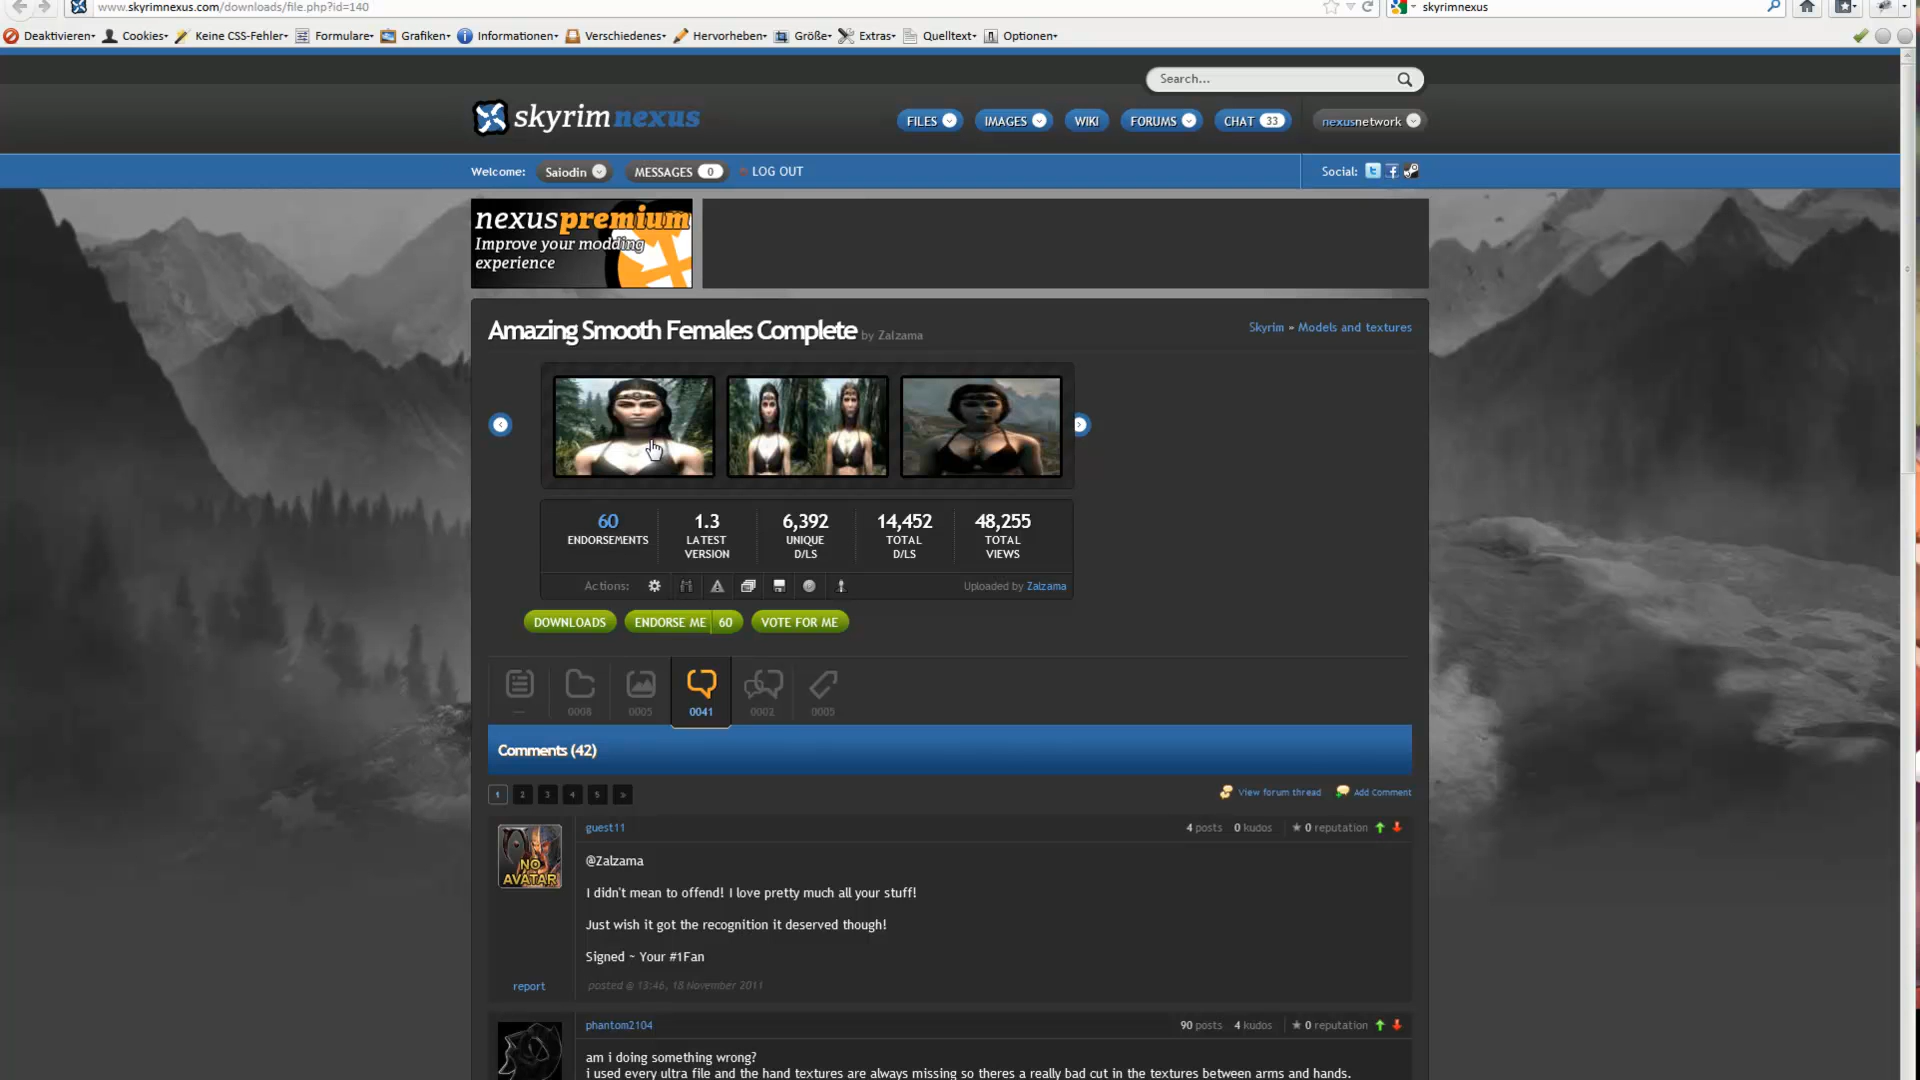 www.skyrimnexus.com/downloads/file.php?id=140
skyrimnexus
Deaktivieren Cookies Keine CSS-Fehler Formulare Grafiken Informationen Verschiedenes Hervorheben Größe Extras Quelltext Optionen
Search...
skyrimnexus
FILES IMAGES WIKI FORUMS CHAT 33 nexusnetwork
Welcome: Saiodin MESSAGES 0 LOG OUT Social:
nexuspremium
Improve your modding
experience
Amazing Smooth Females Complete by Zalzama
Skyrim » Models and textures
60 1.3 6,392 14,452 48,255
ENDORSEMENTS LATEST UNIQUE TOTAL TOTAL
VERSION D/LS D/LS VIEWS
Actions: Uploaded by Zalzama
DOWNLOADS ENDORSE ME 60 VOTE FOR ME
0008 0005 0041 0002 0005
Comments (42)
1 2 3 4 5 » View forum thread Add Comment
guest11 4 posts 0 kudos ★ 0 reputation
NO
AVATAR
@Zalzama
I didn't mean to offend! I love pretty much all your stuff!
Just wish it got the recognition it deserved though!
Signed ~ Your #1Fan
report posted @ 13:46, 18 November 2011
phantom2104 90 posts 4 kudos ★ 0 reputation
am i doing something wrong?
i used every ultra file and the hand textures are always missing so theres a really bad cut in the textures between arms and hands.